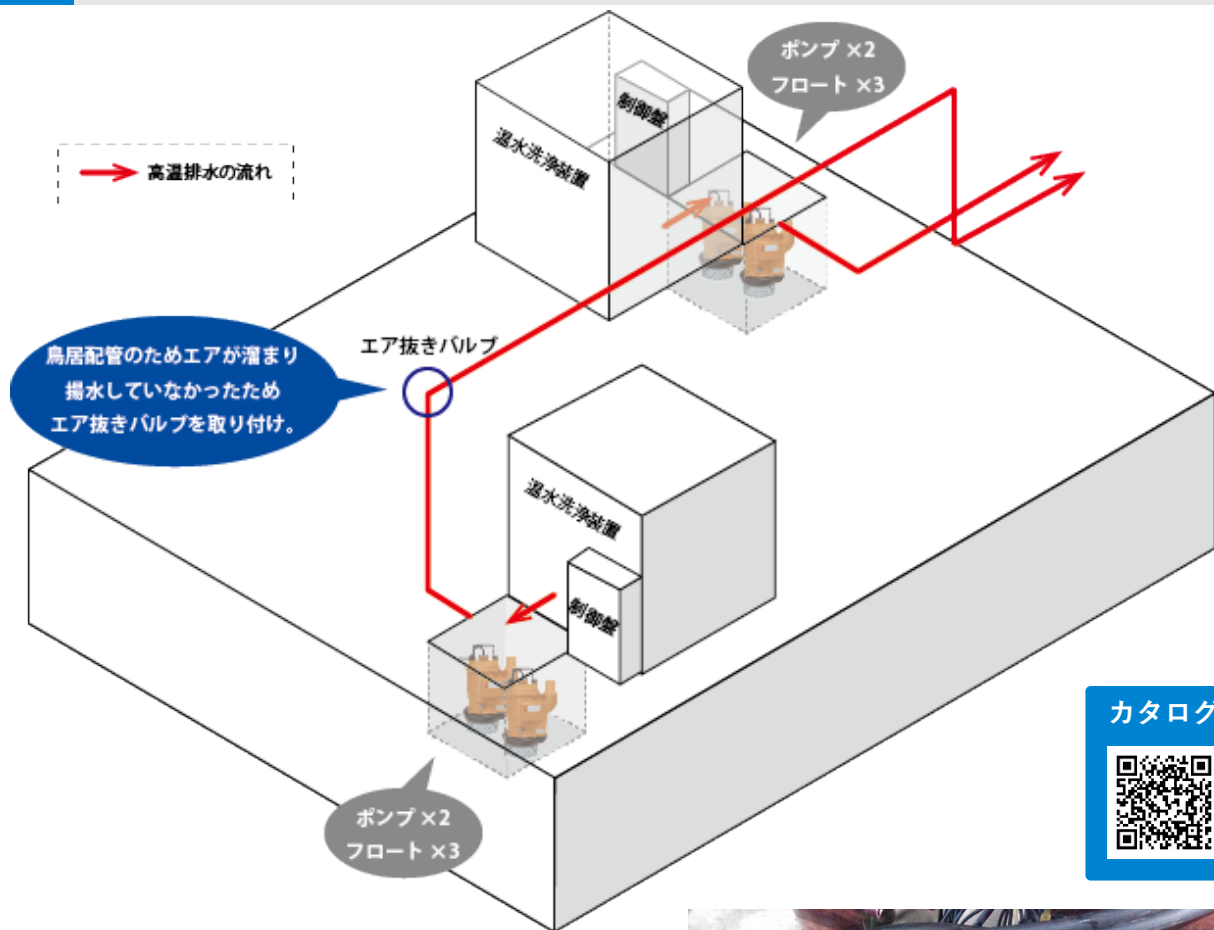 ポンプ ×2
フロート ×3
制御盤
温水洗浄装置
高温排水の流れ
エア抜きバルブ
鳥居配管のためエアが溜まり
揚水していなかったため
エア抜きバルブを取り付け。
温水洗浄装置
制御盤
カタログ
ポンプ ×2
フロート ×3